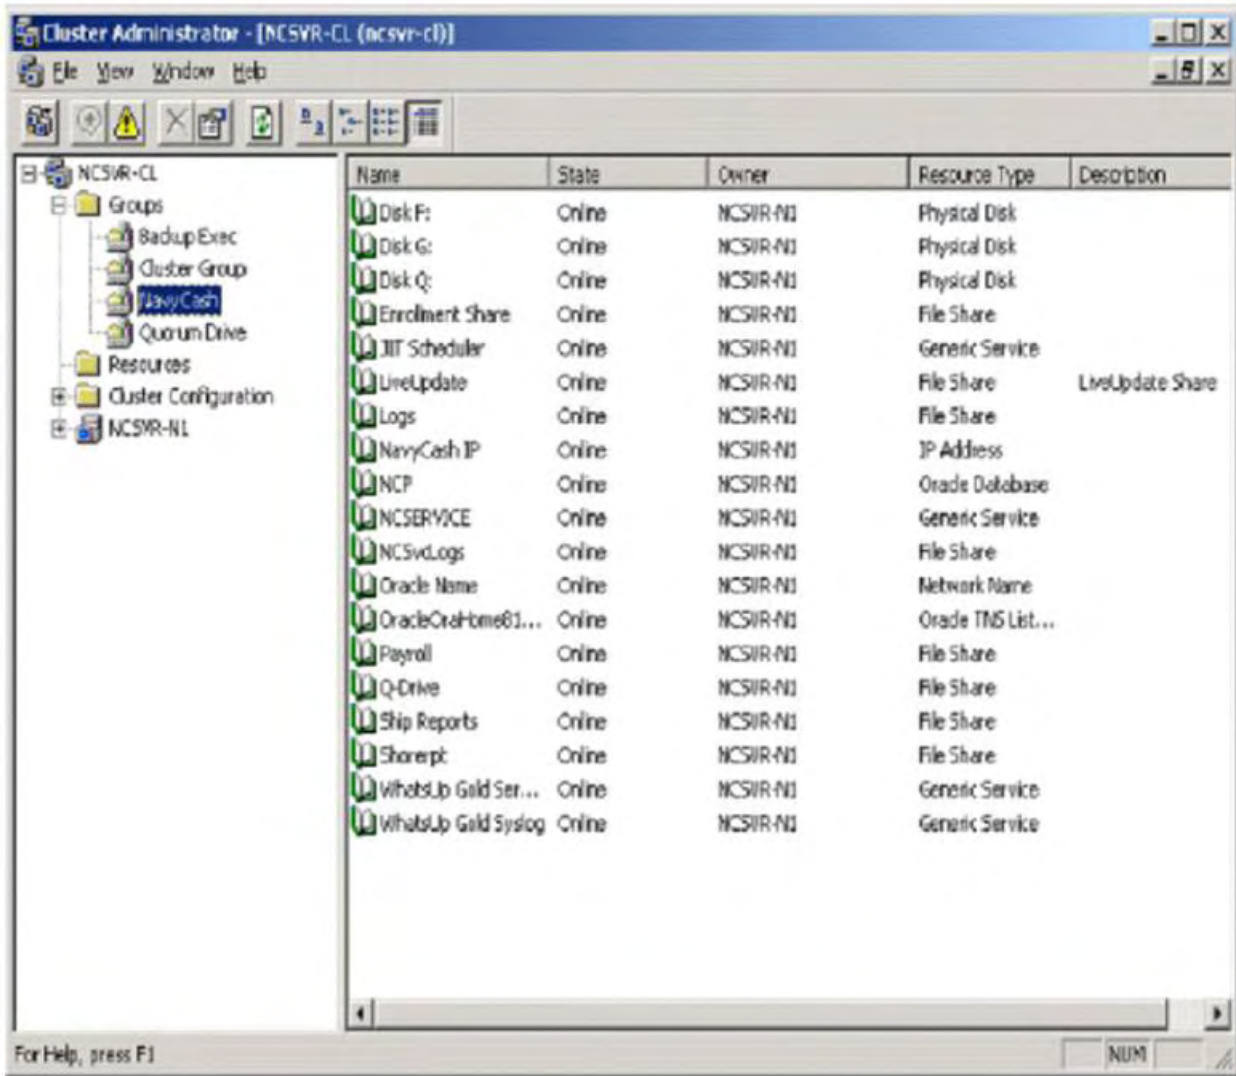 Cluster Administrator - [NCSVR-CL (ncsvr-cl)]
File View Window Help
NCSVR-CL
Groups
Backup Exec
Cluster Group
NavyCash
Quorum Drive
Resources
Cluster Configuration
NCSVR-N1
Name State Owner Resource Type Description
Disk F: Online NCSVR-N1 Physical Disk
Disk G: Online NCSVR-N1 Physical Disk
Disk Q: Online NCSVR-N1 Physical Disk
Enrollment Share Online NCSVR-N1 File Share
JIIT Scheduler Online NCSVR-N1 Generic Service
LiveUpdate Online NCSVR-N1 File Share LiveUpdate Share
Logs Online NCSVR-N1 File Share
NavyCash IP Online NCSVR-N1 IP Address
NCP Online NCSVR-N1 Oracle Database
NCSERVICE Online NCSVR-N1 Generic Service
NCSvcLogs Online NCSVR-N1 File Share
Oracle Name Online NCSVR-N1 Network Name
OracleOraHome81... Online NCSVR-N1 Oracle TNS List...
Payroll Online NCSVR-N1 File Share
Q-Drive Online NCSVR-N1 File Share
Ship Reports Online NCSVR-N1 File Share
Shorerpt Online NCSVR-N1 File Share
WhatsUp Gold Ser... Online NCSVR-N1 Generic Service
WhatsUp Gold Syslog Online NCSVR-N1 Generic Service
For Help, press F1
NUM